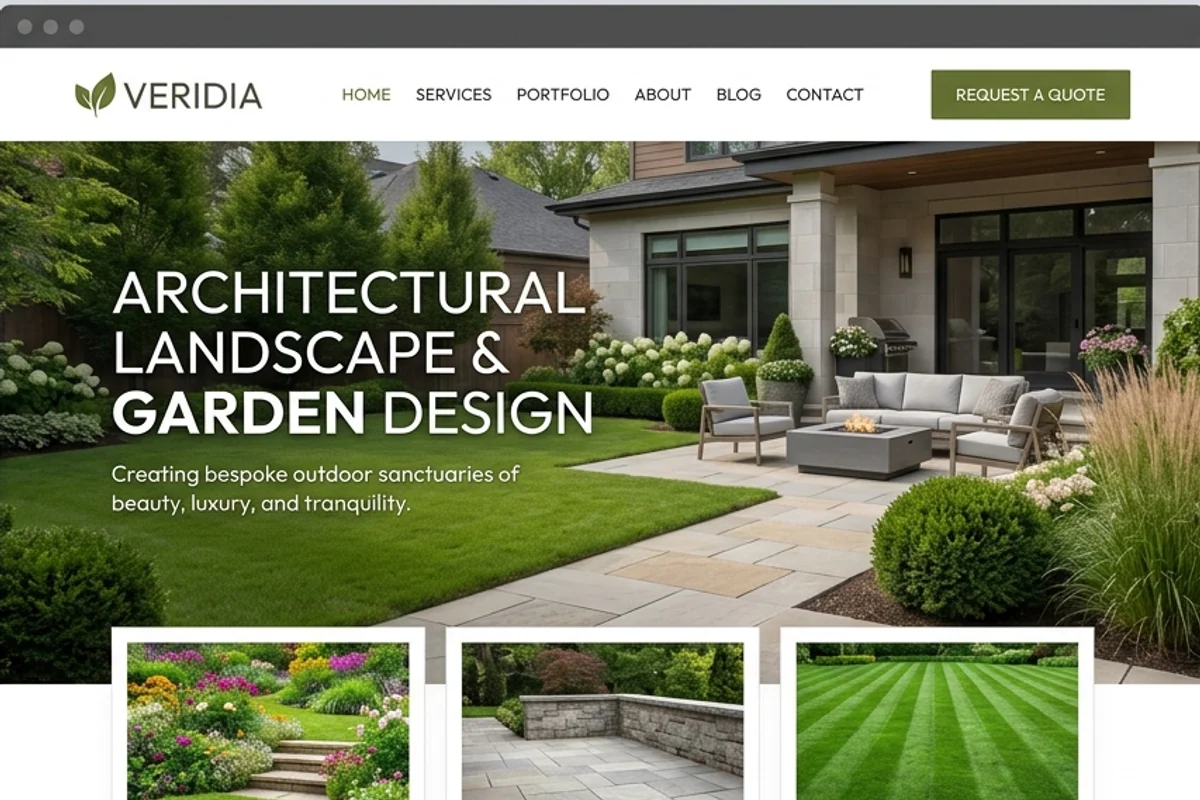 VERIDIA
HOME SERVICES PORTFOLIO ABOUT BLOG CONTACT
REQUEST A QUOTE
ARCHITECTURAL
LANDSCAPE &
GARDEN DESIGN
Creating bespoke outdoor sanctuaries of
beauty, luxury, and tranquility.